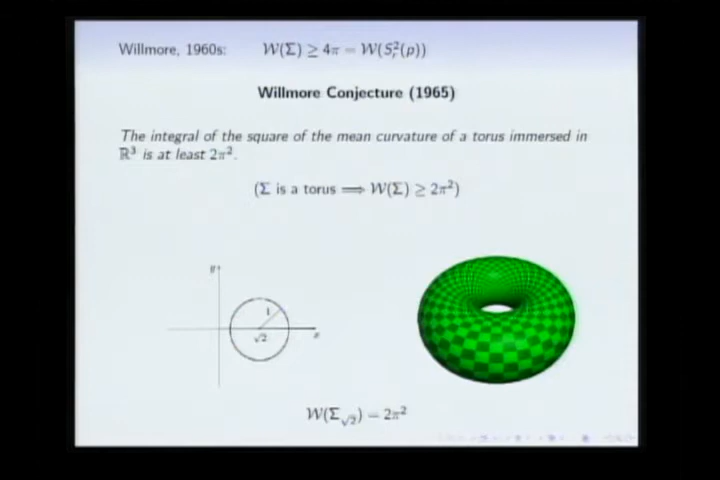 Willmore, 1960s: 𝒲(Σ) ≥ 4π = 𝒲(S²ᵣ(p))
Willmore Conjecture (1965)
The integral of the square of the mean curvature of a torus immersed in
ℝ³ is at least 2π².
(Σ is a torus ⟹ 𝒲(Σ) ≥ 2π²)
y
1
√2
x
𝒲(Σ_√2) = 2π²